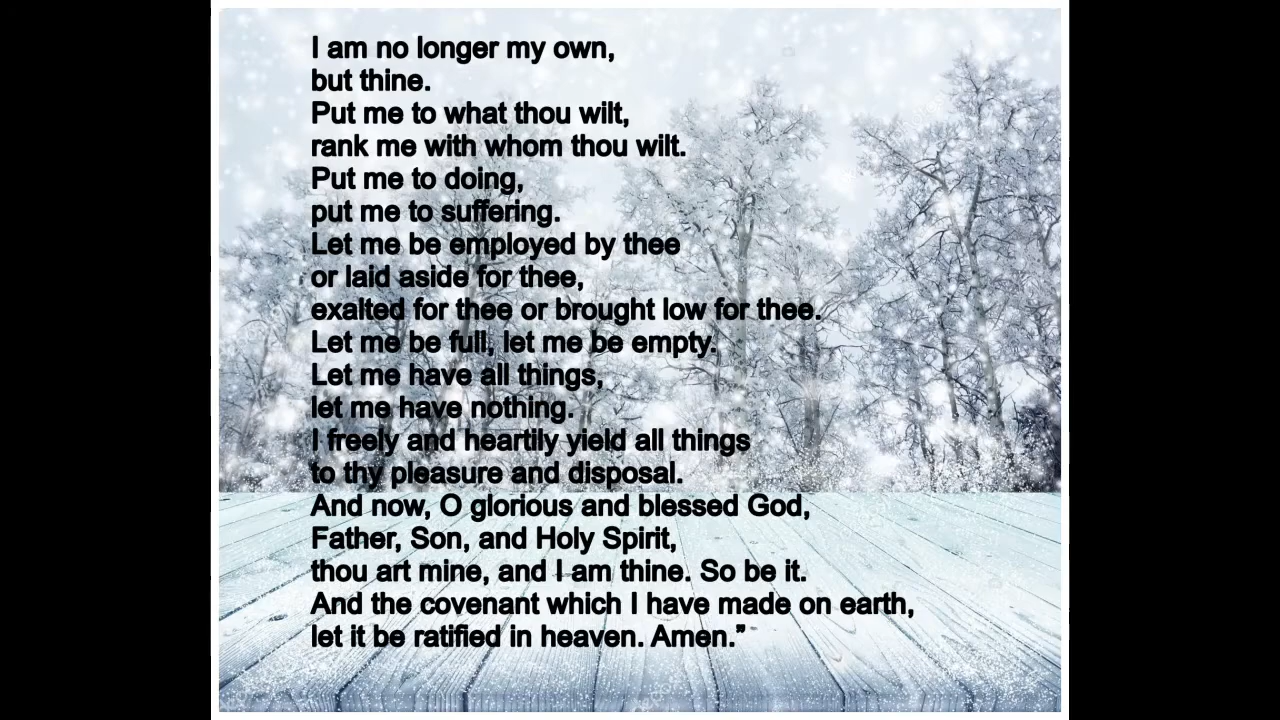 I am no longer my own,
but thine.
Put me to what thou wilt,
rank me with whom thou wilt.
Put me to doing,
put me to suffering.
Let me be employed by thee
or laid aside for thee,
exalted for thee or brought low for thee.
Let me be full, let me be empty.
Let me have all things,
let me have nothing.
I freely and heartily yield all things
to thy pleasure and disposal.
And now, O glorious and blessed God,
Father, Son, and Holy Spirit,
thou art mine, and I am thine. So be it.
And the covenant which I have made on earth,
let it be ratified in heaven. Amen.”